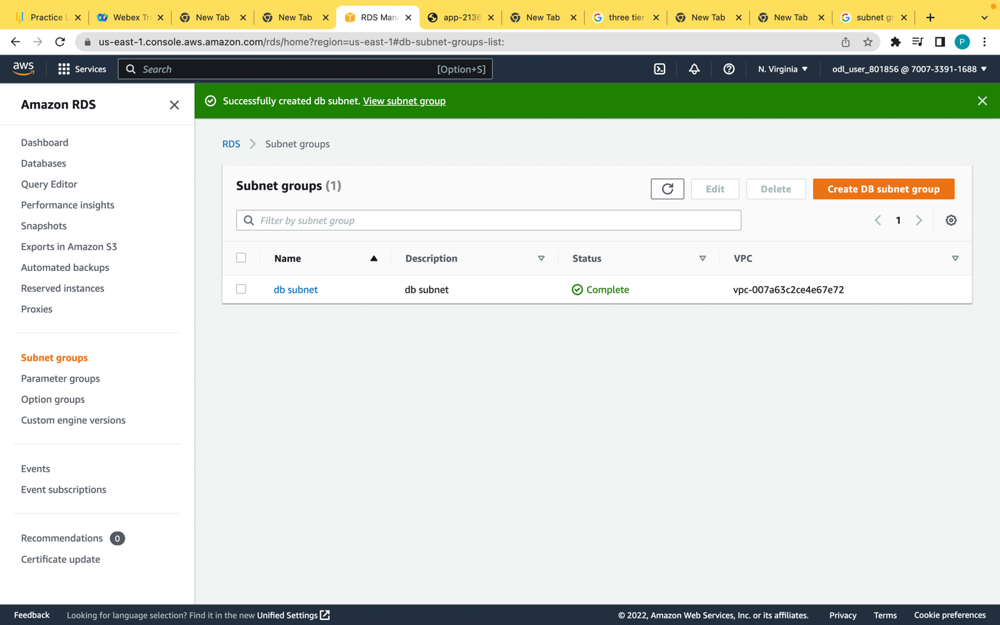 Practice L
Webex Tr
New Tab
New Tab
RDS Mana
app-2136
New Tab
three tier
New Tab
New Tab
subnet gr
us-east-1.console.aws.amazon.com/rds/home?region=us-east-1#db-subnet-groups-list:
P
aws
Services
Search
[Option+S]
N. Virginia
odl_user_801856 @ 7007-3391-1688
Amazon RDS
Dashboard
Databases
Query Editor
Performance insights
Snapshots
Exports in Amazon S3
Automated backups
Reserved instances
Proxies
Subnet groups
Parameter groups
Option groups
Custom engine versions
Events
Event subscriptions
Recommendations 0
Certificate update
Successfully created db subnet. View subnet group
RDS
Subnet groups
Subnet groups (1)
Edit
Delete
Create DB subnet group
Filter by subnet group
1
Name
Description
Status
VPC
db subnet
db subnet
Complete
vpc-007a63c2ce4e67e72
Feedback
Looking for language selection? Find it in the new Unified Settings
© 2022, Amazon Web Services, Inc. or its affiliates.
Privacy
Terms
Cookie preferences